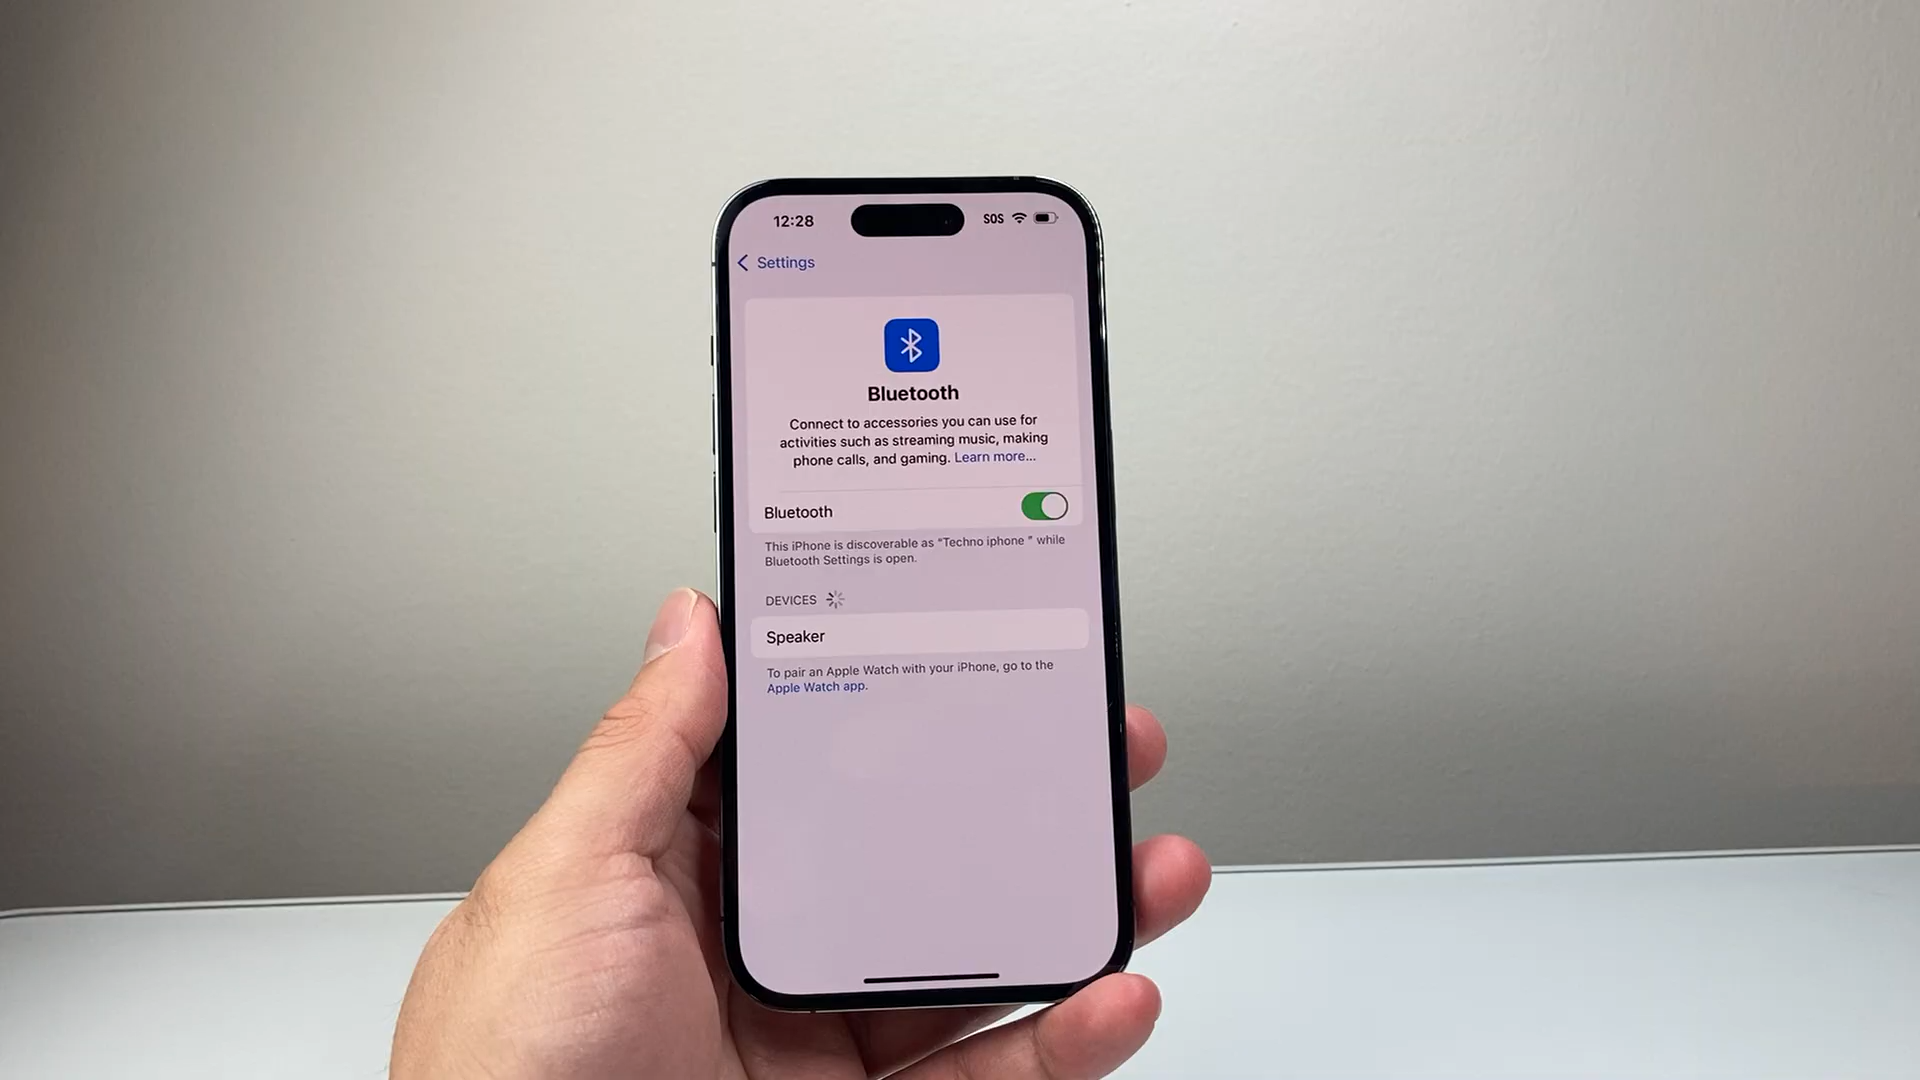 12:28 SOS
Settings
Bluetooth
Connect to accessories you can use for
activities such as streaming music, making
phone calls, and gaming. Learn more...
Bluetooth
This iPhone is discoverable as “Techno iphone ” while
Bluetooth Settings is open.
DEVICES
Speaker
To pair an Apple Watch with your iPhone, go to the
Apple Watch app.